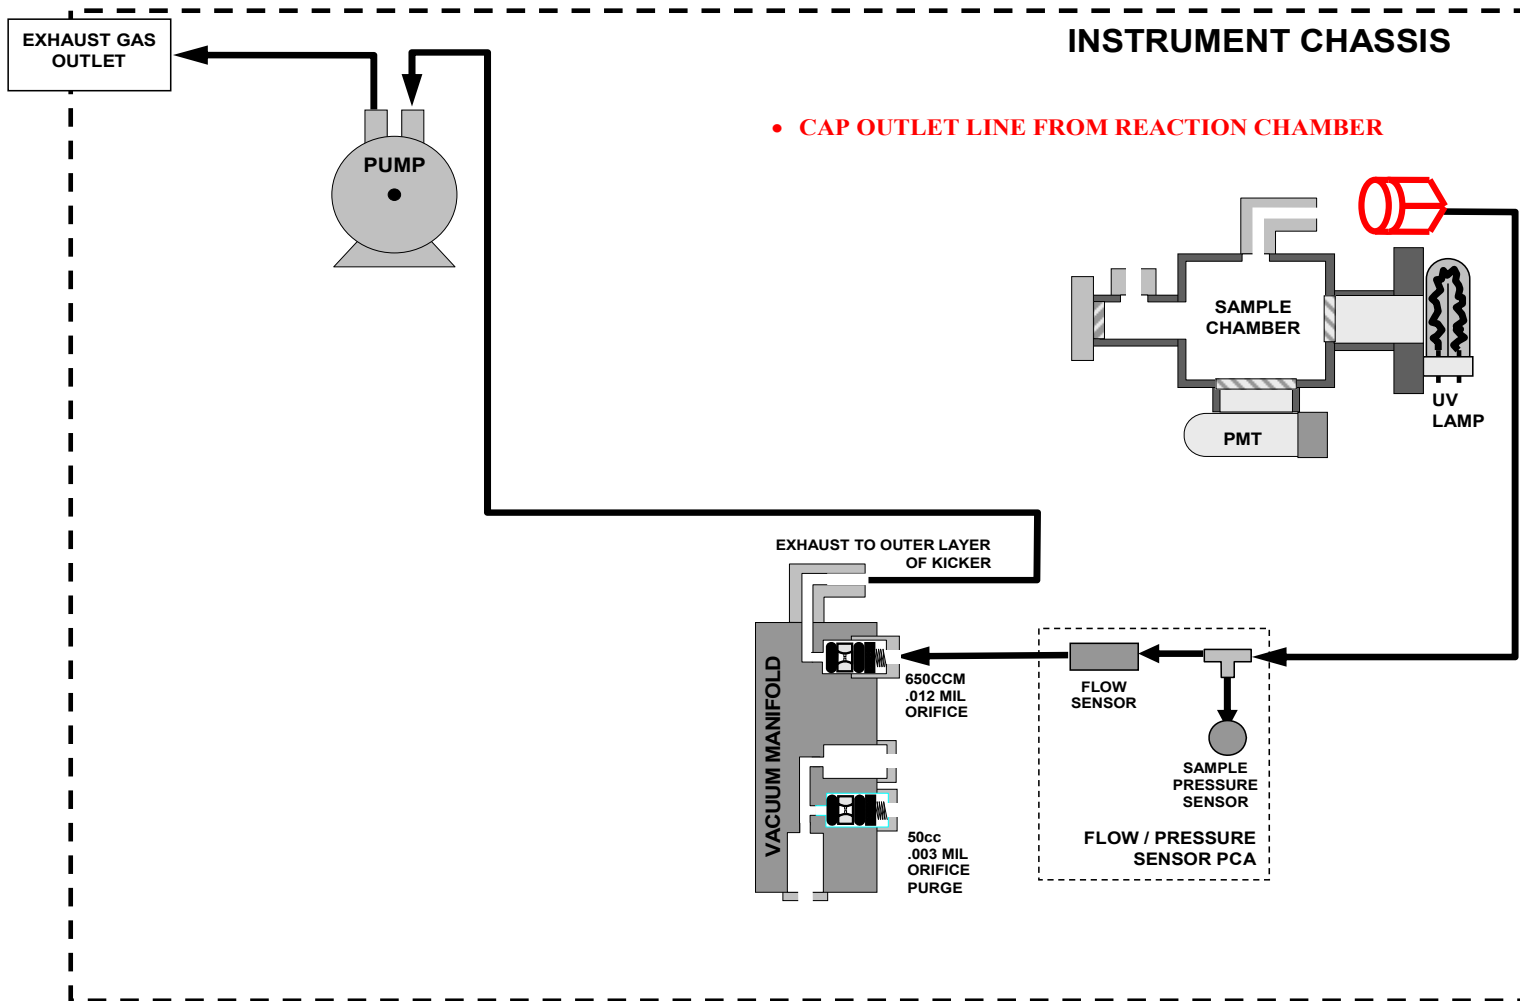 EXHAUST GAS
OUTLET
INSTRUMENT CHASSIS
• CAP OUTLET LINE FROM REACTION CHAMBER
PUMP
SAMPLE
CHAMBER
UV
LAMP
PMT
EXHAUST TO OUTER LAYER
OF KICKER
VACUUM MANIFOLD
650CCM
.012 MIL
ORIFICE
FLOW
SENSOR
SAMPLE
PRESSURE
SENSOR
FLOW / PRESSURE
SENSOR PCA
50cc
.003 MIL
ORIFICE
PURGE